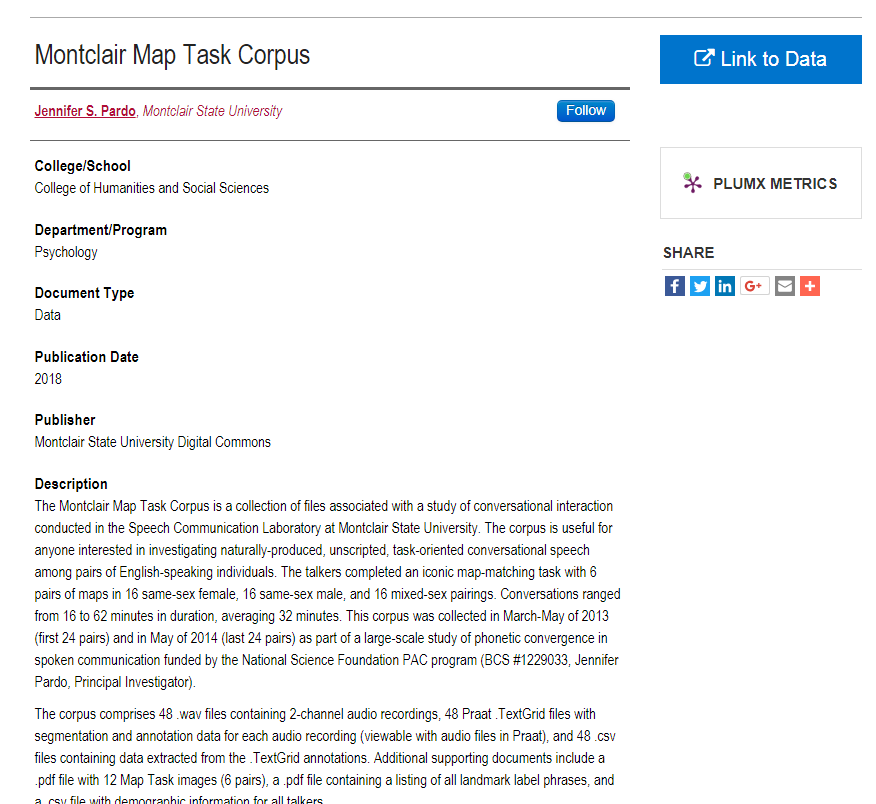 Montclair Map Task Corpus
Link to Data
Jennifer S. Pardo, Montclair State University
Follow
College/School
College of Humanities and Social Sciences
PLUMX METRICS
Department/Program
Psychology
SHARE
G+
Document Type
Data
Publication Date
2018
Publisher
Montclair State University Digital Commons
Description
The Montclair Map Task Corpus is a collection of files associated with a study of conversational interaction
conducted in the Speech Communication Laboratory at Montclair State University. The corpus is useful for
anyone interested in investigating naturally-produced, unscripted, task-oriented conversational speech
among pairs of English-speaking individuals. The talkers completed an iconic map-matching task with 6
pairs of maps in 16 same-sex female, 16 same-sex male, and 16 mixed-sex pairings. Conversations ranged
from 16 to 62 minutes in duration, averaging 32 minutes. This corpus was collected in March-May of 2013
(first 24 pairs) and in May of 2014 (last 24 pairs) as part of a large-scale study of phonetic convergence in
spoken communication funded by the National Science Foundation PAC program (BCS #1229033, Jennifer
Pardo, Principal Investigator).
The corpus comprises 48 .wav files containing 2-channel audio recordings, 48 Praat .TextGrid files with
segmentation and annotation data for each audio recording (viewable with audio files in Praat), and 48 .csv
files containing data extracted from the .TextGrid annotations. Additional supporting documents include a
.pdf file with 12 Map Task images (6 pairs), a .pdf file containing a listing of all landmark label phrases, and
a .csv file with demographic information for all talkers.